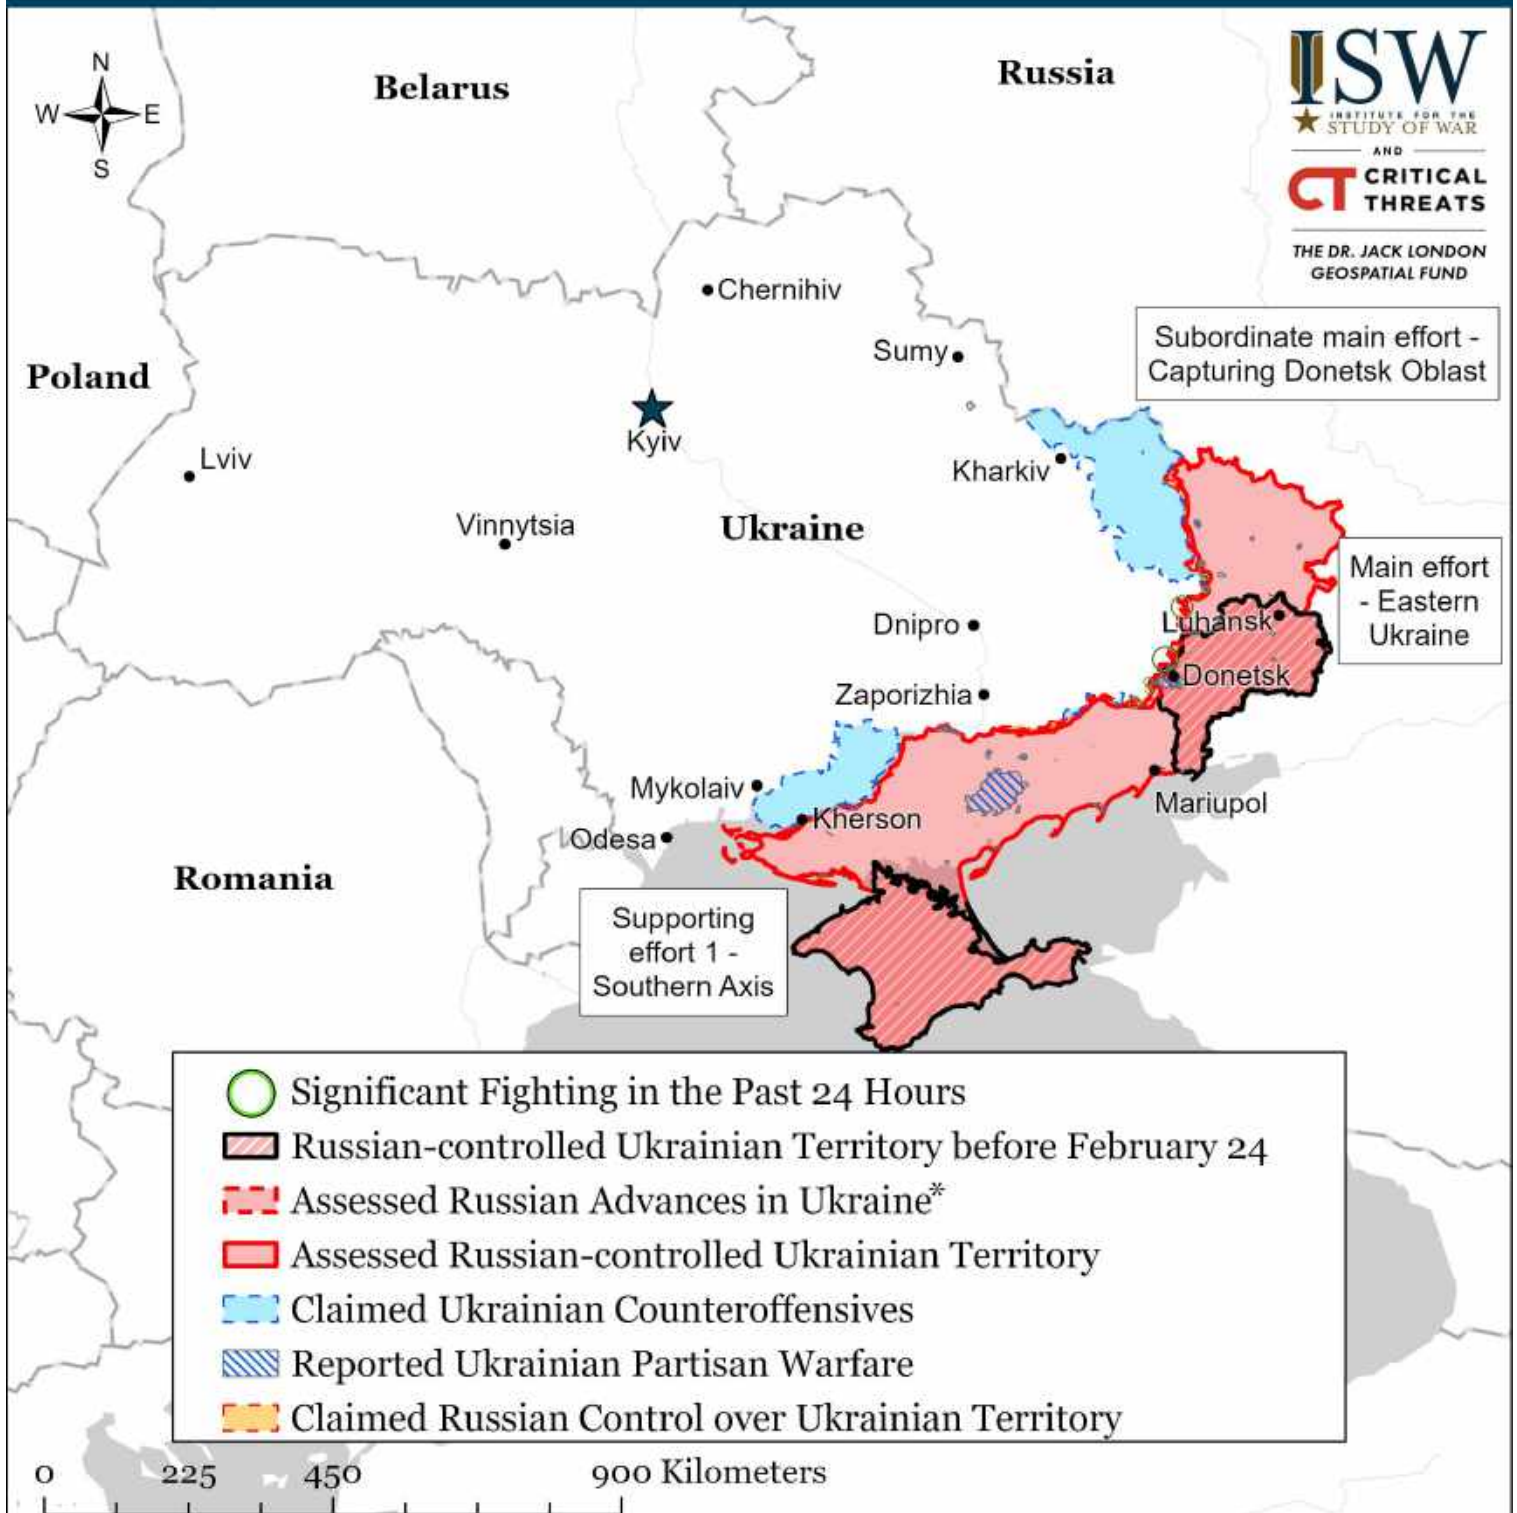 N
W E
S
Belarus
Russia
ISW
INSTITUTE FOR THE
STUDY OF WAR
AND
CT CRITICAL
THREATS
THE DR. JACK LONDON
GEOSPATIAL FUND
Chernihiv
Subordinate main effort -
Capturing Donetsk Oblast
Sumy
Poland
Kyiv
Lviv
Kharkiv
Vinnytsia
Ukraine
Main effort
- Eastern
Ukraine
Dnipro
Luhansk
Donetsk
Zaporizhia
Mykolaiv
Mariupol
Kherson
Odesa
Romania
Supporting
effort 1 -
Southern Axis
Significant Fighting in the Past 24 Hours
Russian-controlled Ukrainian Territory before February 24
Assessed Russian Advances in Ukraine*
Assessed Russian-controlled Ukrainian Territory
Claimed Ukrainian Counteroffensives
Reported Ukrainian Partisan Warfare
Claimed Russian Control over Ukrainian Territory
0 225 450 900 Kilometers